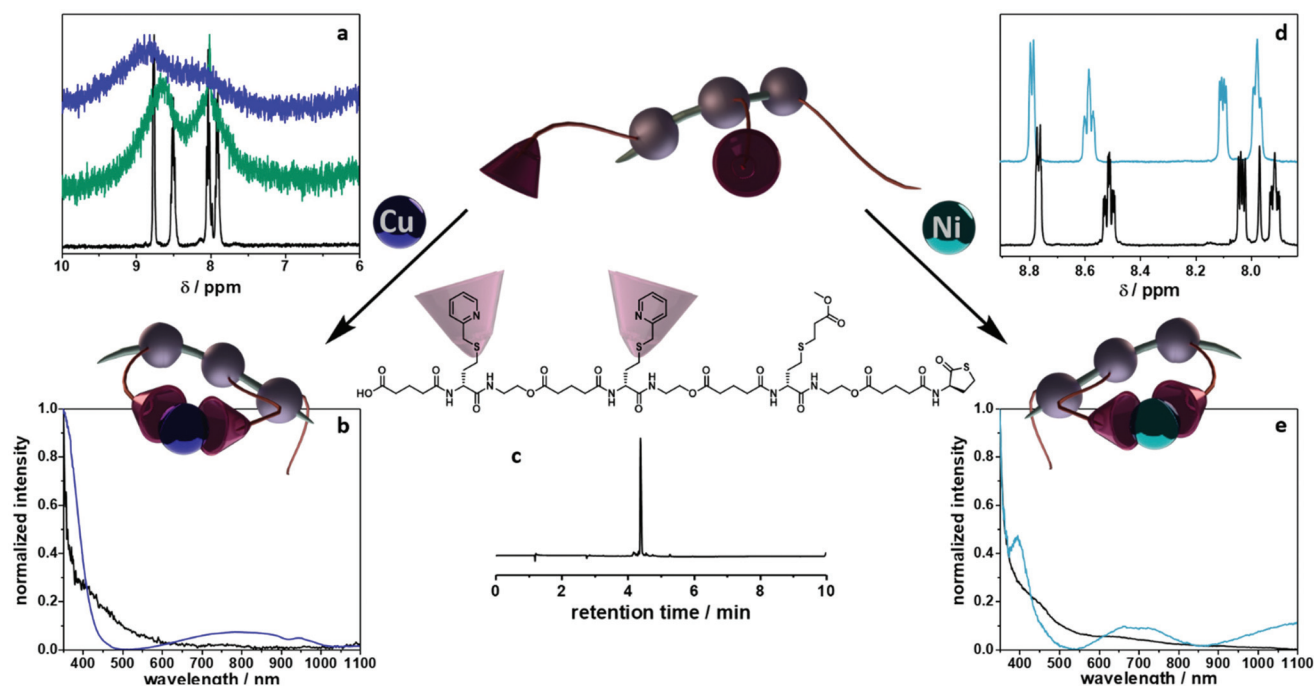 a
10 9 8 7 6
δ / ppm
d
8.8 8.6 8.4 8.2 8.0
δ / ppm
Cu
Ni
N
N
O
O
S
S
S
O
HO
O
O
N
H
O
H
N
O
O
O
N
H
O
H
N
O
O
O
N
H
O
H
N
O
O
O
N
H
O
S
b
1.0
0.8
0.6
0.4
0.2
0.0
normalized intensity
400 500 600 700 800 900 1000 1100
wavelength / nm
c
0 2 4 6 8 10
retention time / min
e
1.0
0.8
0.6
0.4
0.2
0.0
normalized intensity
400 500 600 700 800 900 1000 1100
wavelength / nm